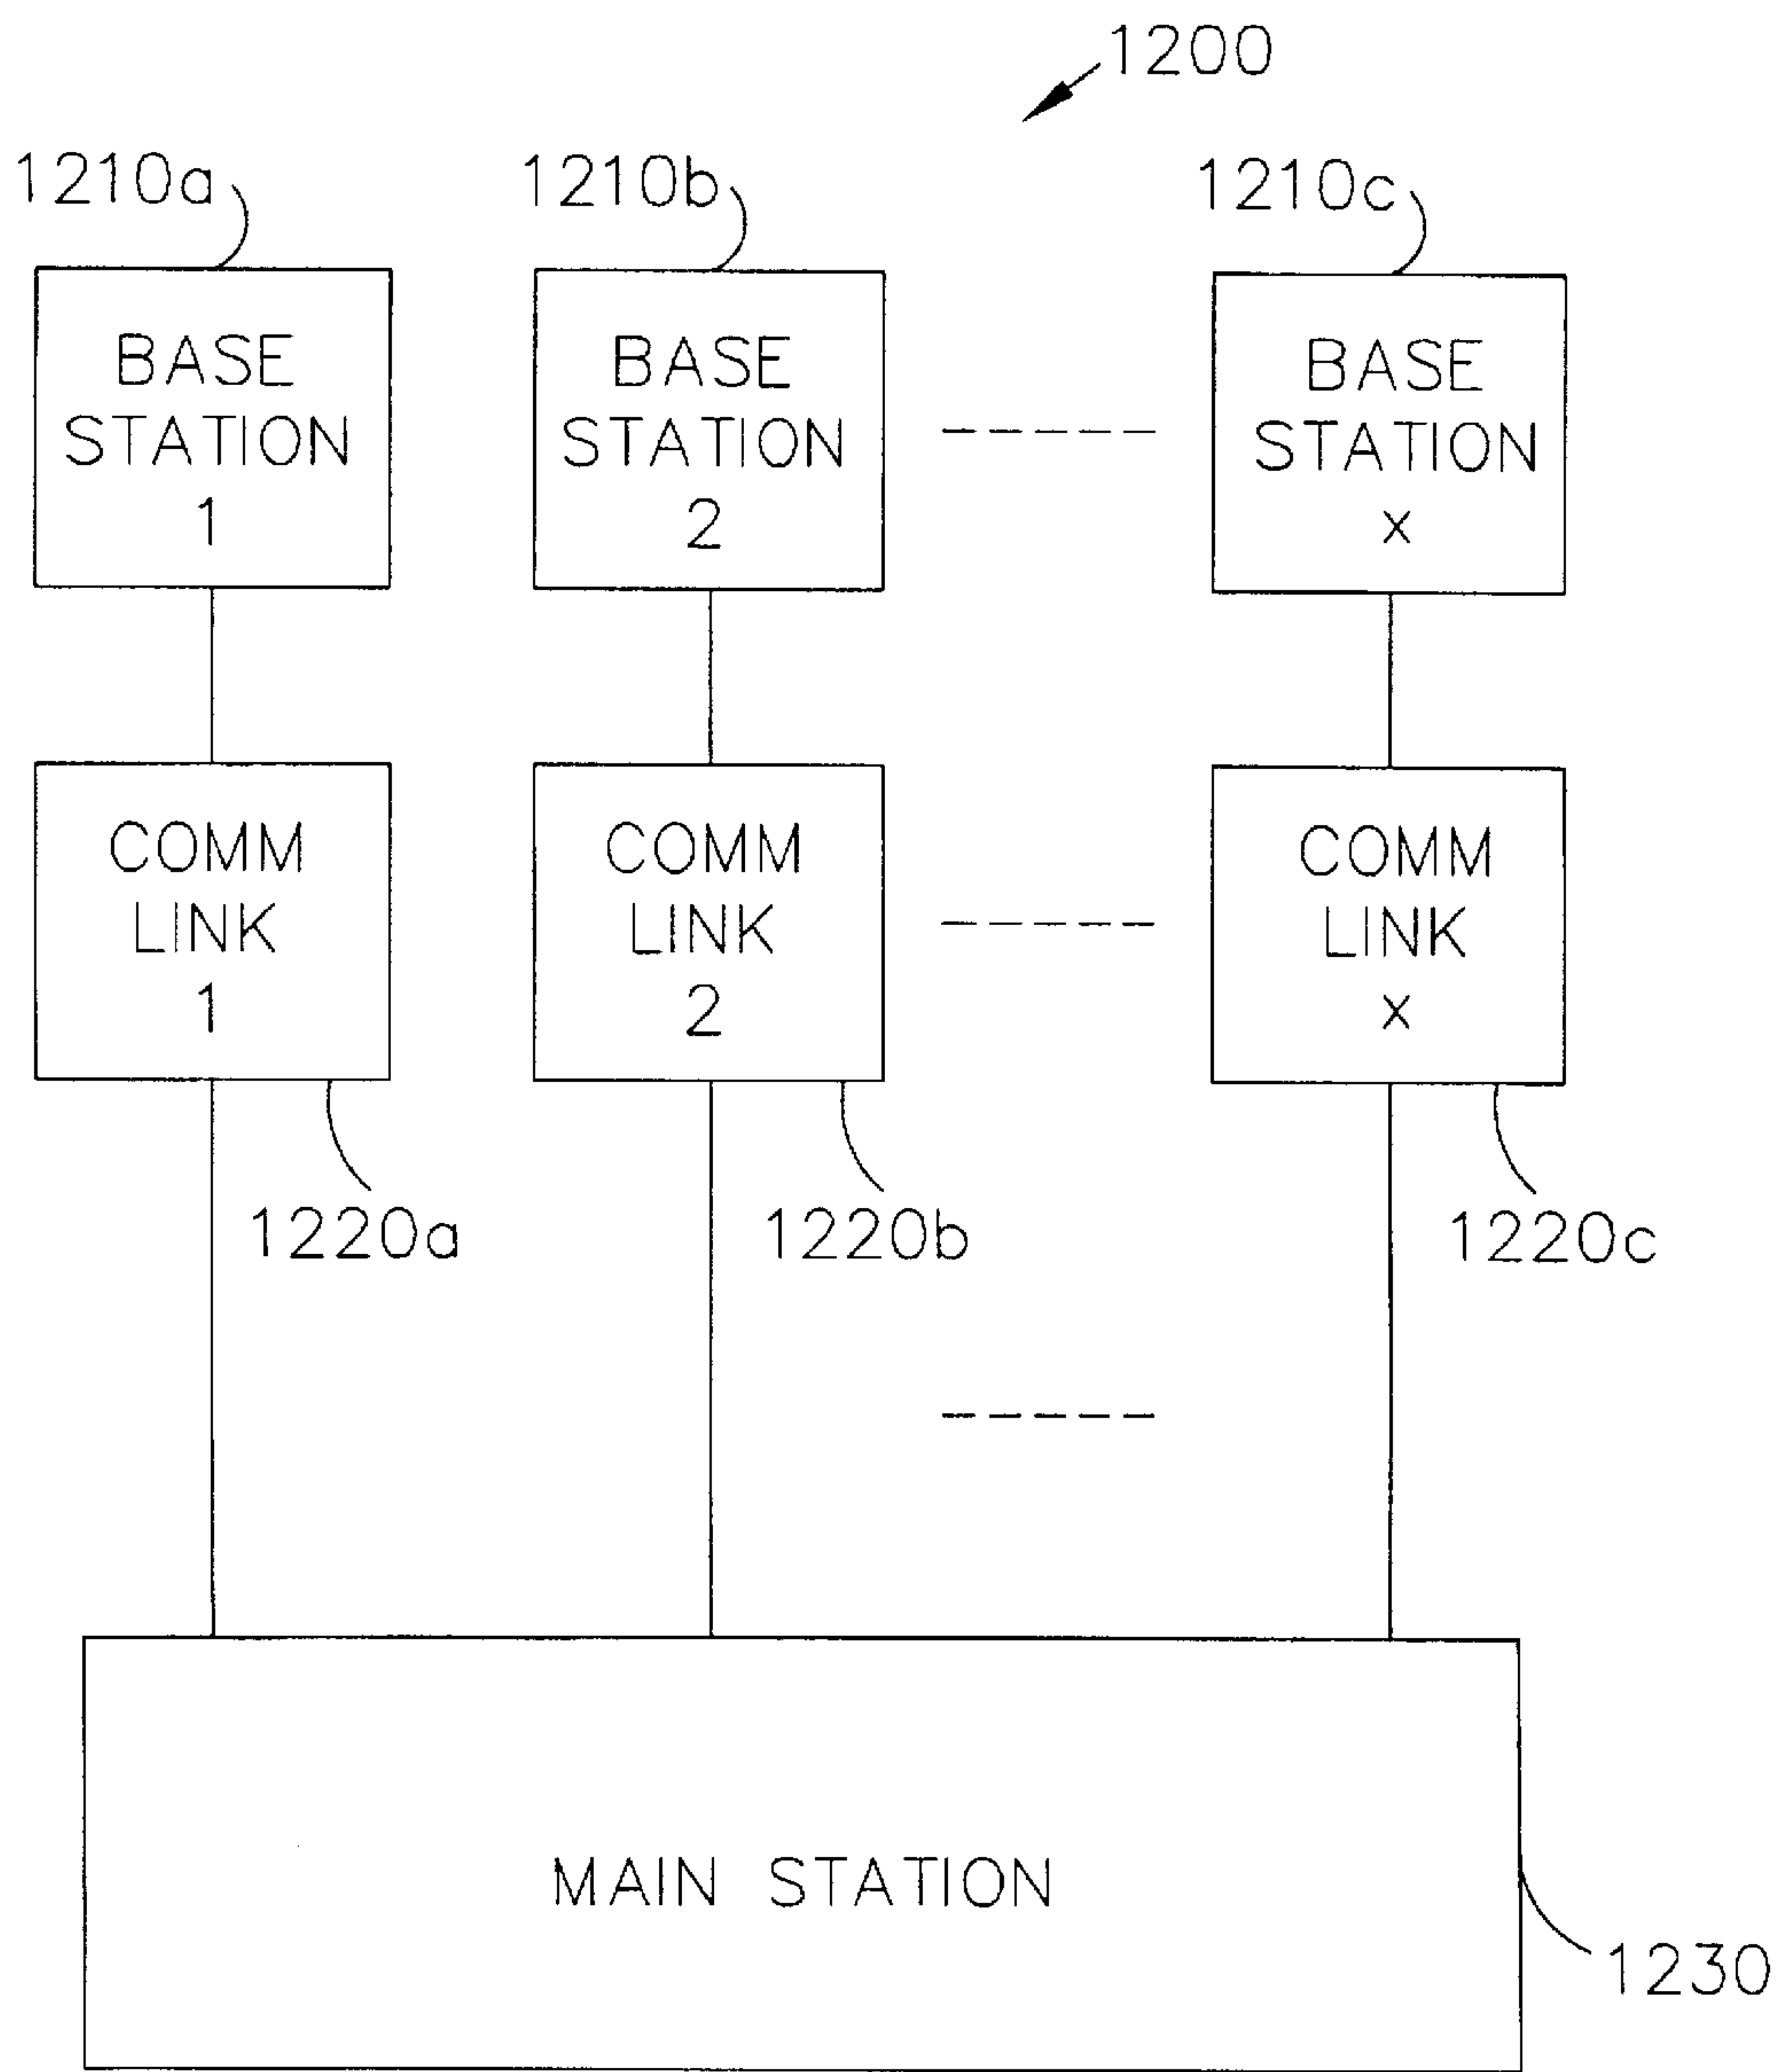 1200
1210a
1210b
1210c
BASE
STATION
1
BASE
STATION
2
BASE
STATION
x
COMM
LINK
1
COMM
LINK
2
COMM
LINK
x
1220a
1220b
1220c
MAIN STATION
1230